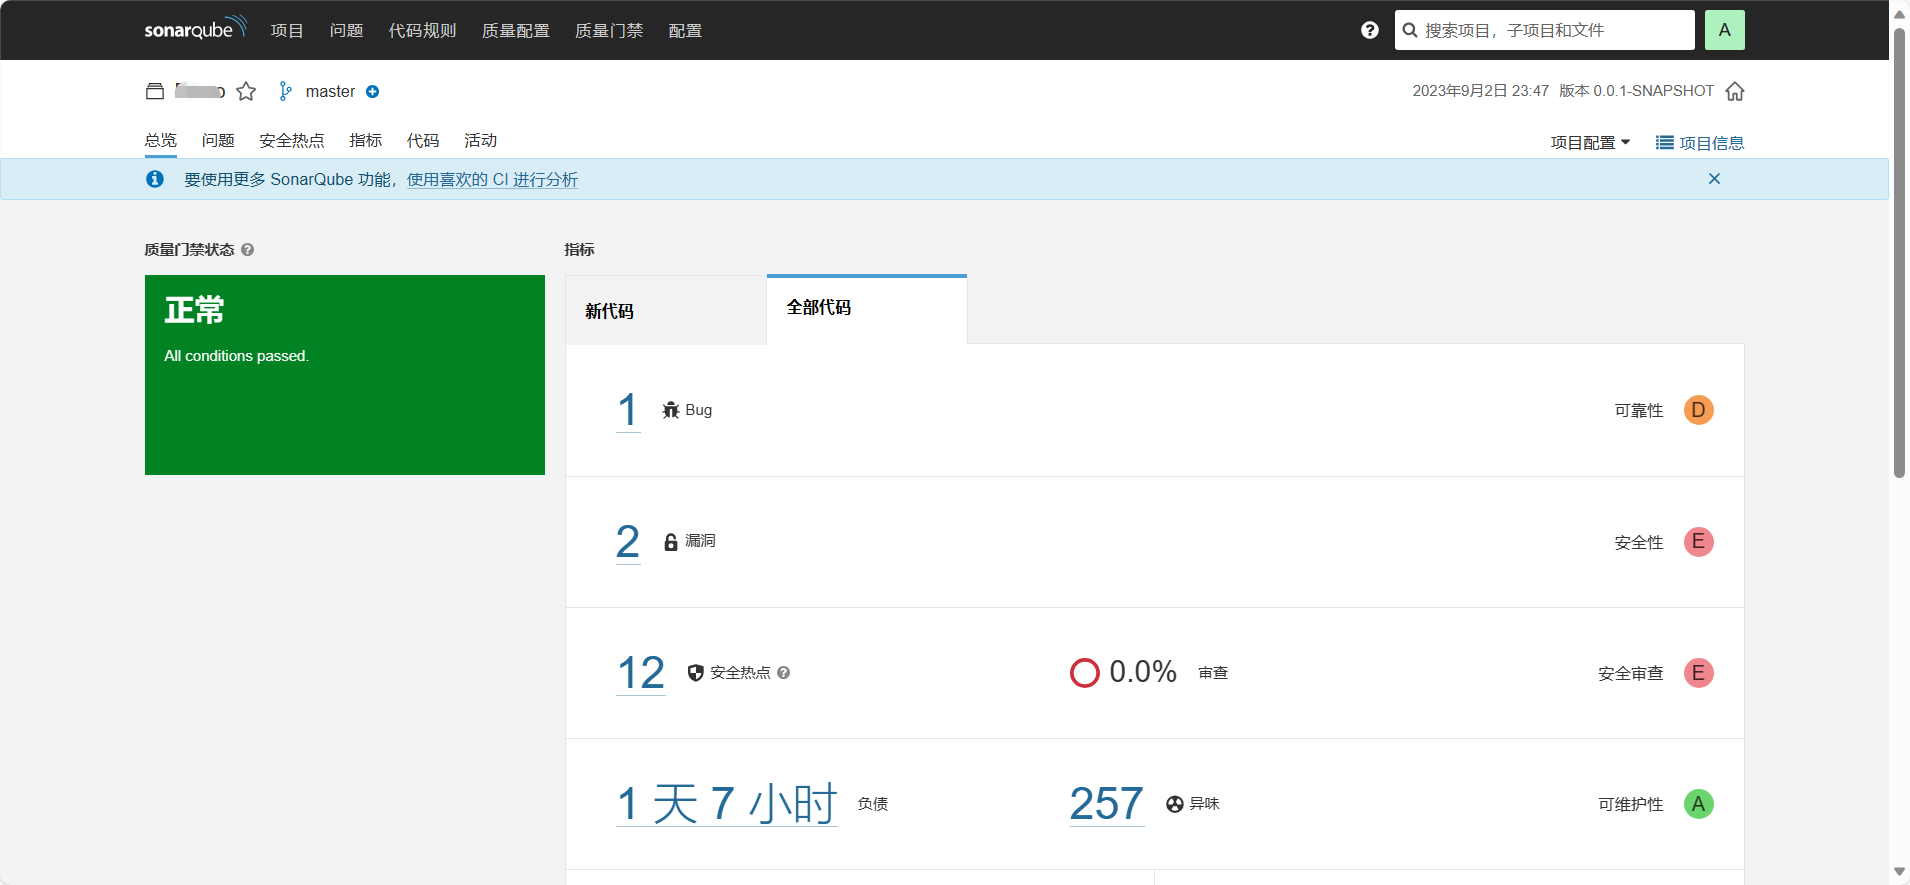 sonarqube 项目 问题 代码规则 质量配置 质量门禁 配置 搜索项目，子项目和文件 A
master 2023年9月2日 23:47 版本 0.0.1-SNAPSHOT
总览 问题 安全热点 指标 代码 活动 项目配置 项目信息
要使用更多 SonarQube 功能，使用喜欢的 CI 进行分析
质量门禁状态 指标
正常
All conditions passed.
新代码 全部代码
1 Bug 可靠性 D
2 漏洞 安全性 E
12 安全热点 0.0% 审查 安全审查 E
1 天 7 小时 负债 257 异味 可维护性 A